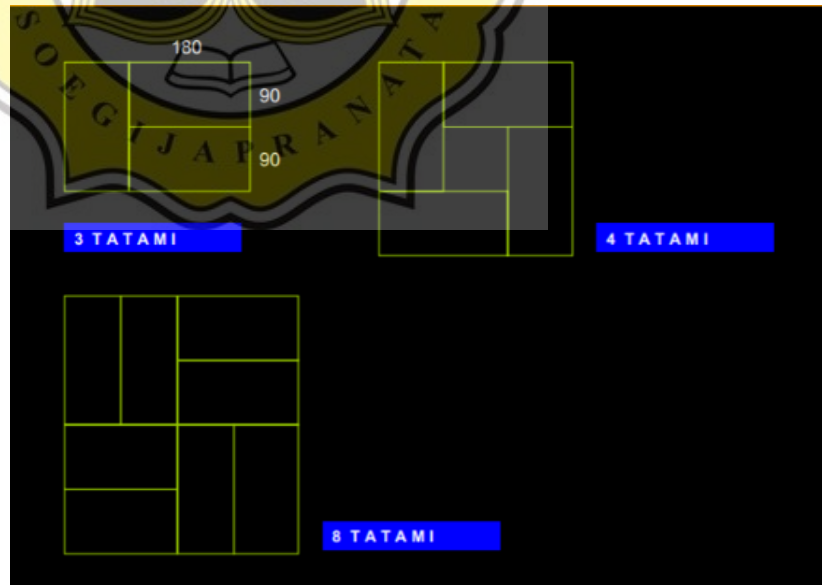 SOEGIJAPRANATA
180
90
90
3 TATAMI
4 TATAMI
8 TATAMI